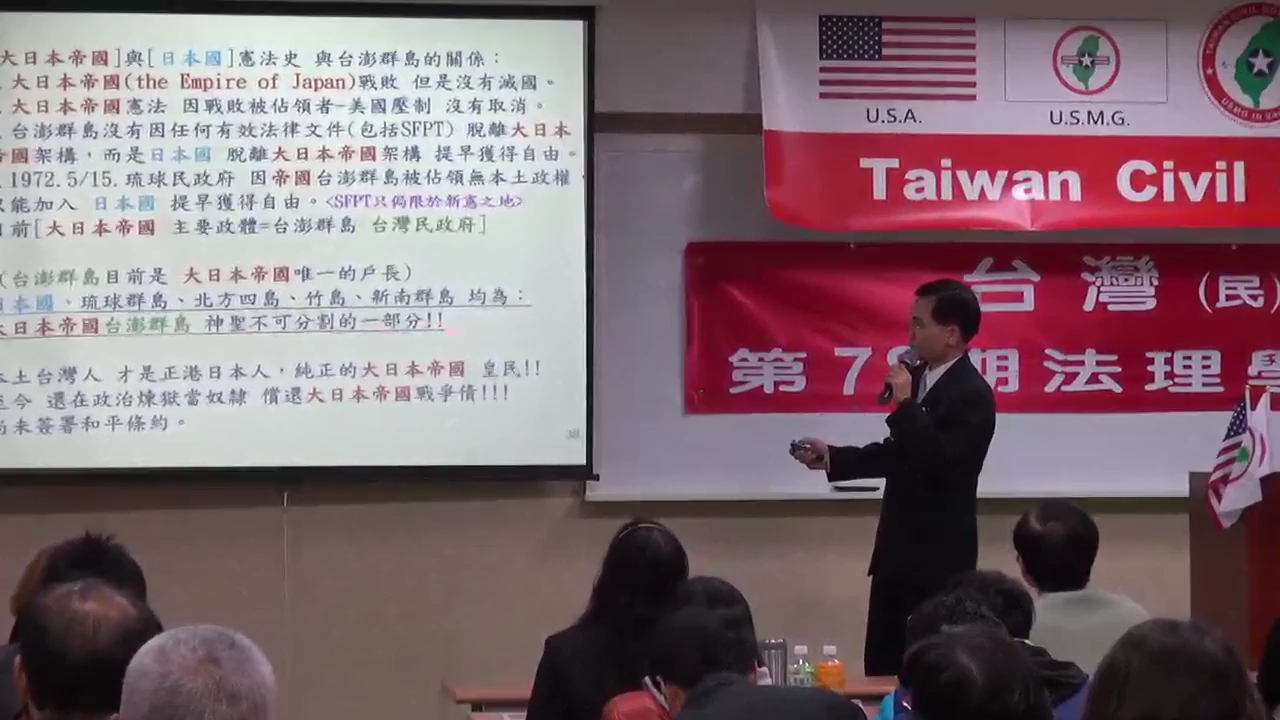 大日本帝國]與[日本國]憲法史 與台澎群島的關係：
大日本帝國(the Empire of Japan)戰敗 但是沒有滅國。
大日本帝國憲法 因戰敗被佔領者-美國壓制 沒有取消。
台澎群島沒有因任何有效法律文件(包括SFPT) 脫離大日本
帝國架構，而是日本國 脫離大日本帝國架構 提早獲得自由。
1972.5/15.琉球民政府 因帝國台澎群島被佔領無本土政權，
能加入 日本國 提早獲得自由。<SFPT只侷限於新憲之地>
目前[大日本帝國 主要政體=台澎群島 台灣民政府]
(台澎群島目前是 大日本帝國唯一的戶長)
日本國、琉球群島、北方四島、竹島、新南群島 均為：
大日本帝國台澎群島 神聖不可分割的一部分!!
本土台灣人 才是正港日本人，純正的大日本帝國 皇民!!
至今 還在政治煉獄當奴隸 償還大日本帝國戰爭債!!!
尚未簽署和平條約。
U.S.A.
U.S.M.G.
TAIWAN CIVIL
Taiwan Civil
台灣(民)
第7 期法理學